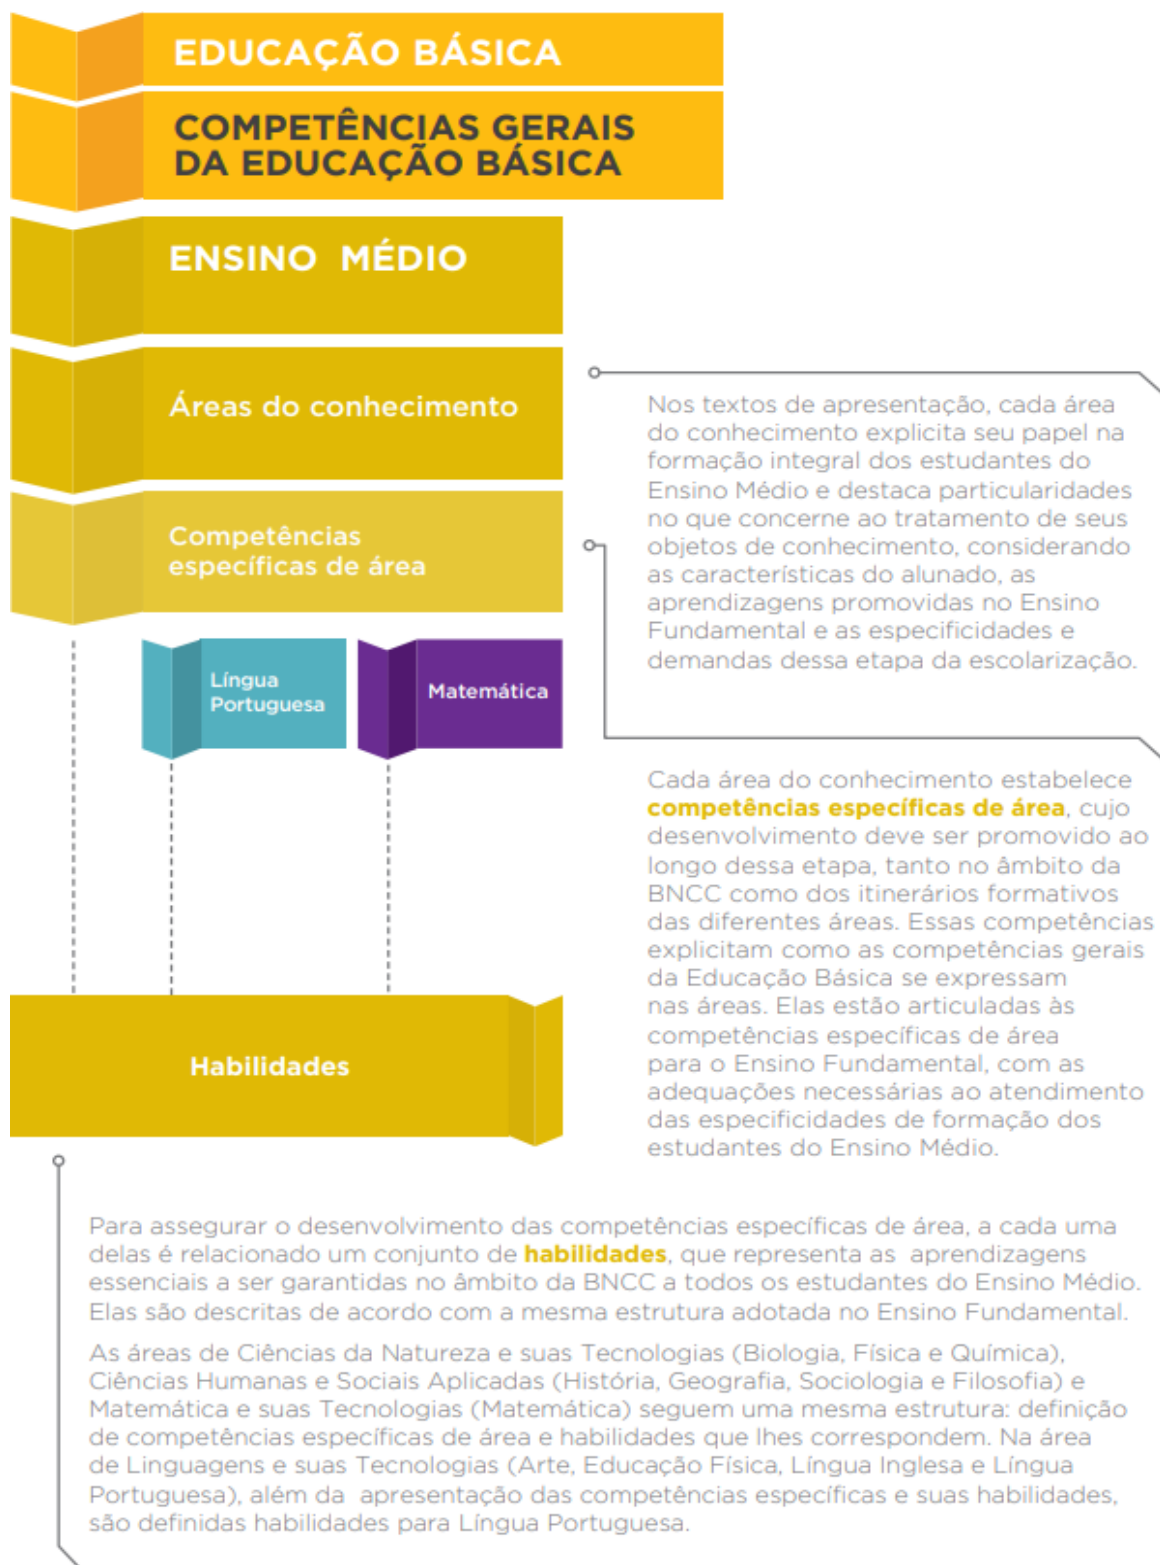 EDUCAÇÃO BÁSICA
COMPETÊNCIAS GERAIS
DA EDUCAÇÃO BÁSICA
ENSINO MÉDIO
Áreas do conhecimento
Nos textos de apresentação, cada área
do conhecimento explicita seu papel na
formação integral dos estudantes do
Ensino Médio e destaca particularidades
no que concerne ao tratamento de seus
objetos de conhecimento, considerando
as características do alunado, as
aprendizagens promovidas no Ensino
Fundamental e as especificidades e
demandas dessa etapa da escolarização.
Competências
específicas de área
Língua
Portuguesa
Matemática
Cada área do conhecimento estabelece
competências específicas de área, cujo
desenvolvimento deve ser promovido ao
longo dessa etapa, tanto no âmbito da
BNCC como dos itinerários formativos
das diferentes áreas. Essas competências
explicitam como as competências gerais
da Educação Básica se expressam
nas áreas. Elas estão articuladas às
competências específicas de área
para o Ensino Fundamental, com as
adequações necessárias ao atendimento
das especificidades de formação dos
estudantes do Ensino Médio.
Habilidades
Para assegurar o desenvolvimento das competências específicas de área, a cada uma
delas é relacionado um conjunto de habilidades, que representa as aprendizagens
essenciais a ser garantidas no âmbito da BNCC a todos os estudantes do Ensino Médio.
Elas são descritas de acordo com a mesma estrutura adotada no Ensino Fundamental.
As áreas de Ciências da Natureza e suas Tecnologias (Biologia, Física e Química),
Ciências Humanas e Sociais Aplicadas (História, Geografia, Sociologia e Filosofia) e
Matemática e suas Tecnologias (Matemática) seguem uma mesma estrutura: definição
de competências específicas de área e habilidades que lhes correspondem. Na área
de Linguagens e suas Tecnologias (Arte, Educação Física, Língua Inglesa e Língua
Portuguesa), além da apresentação das competências específicas e suas habilidades,
são definidas habilidades para Língua Portuguesa.